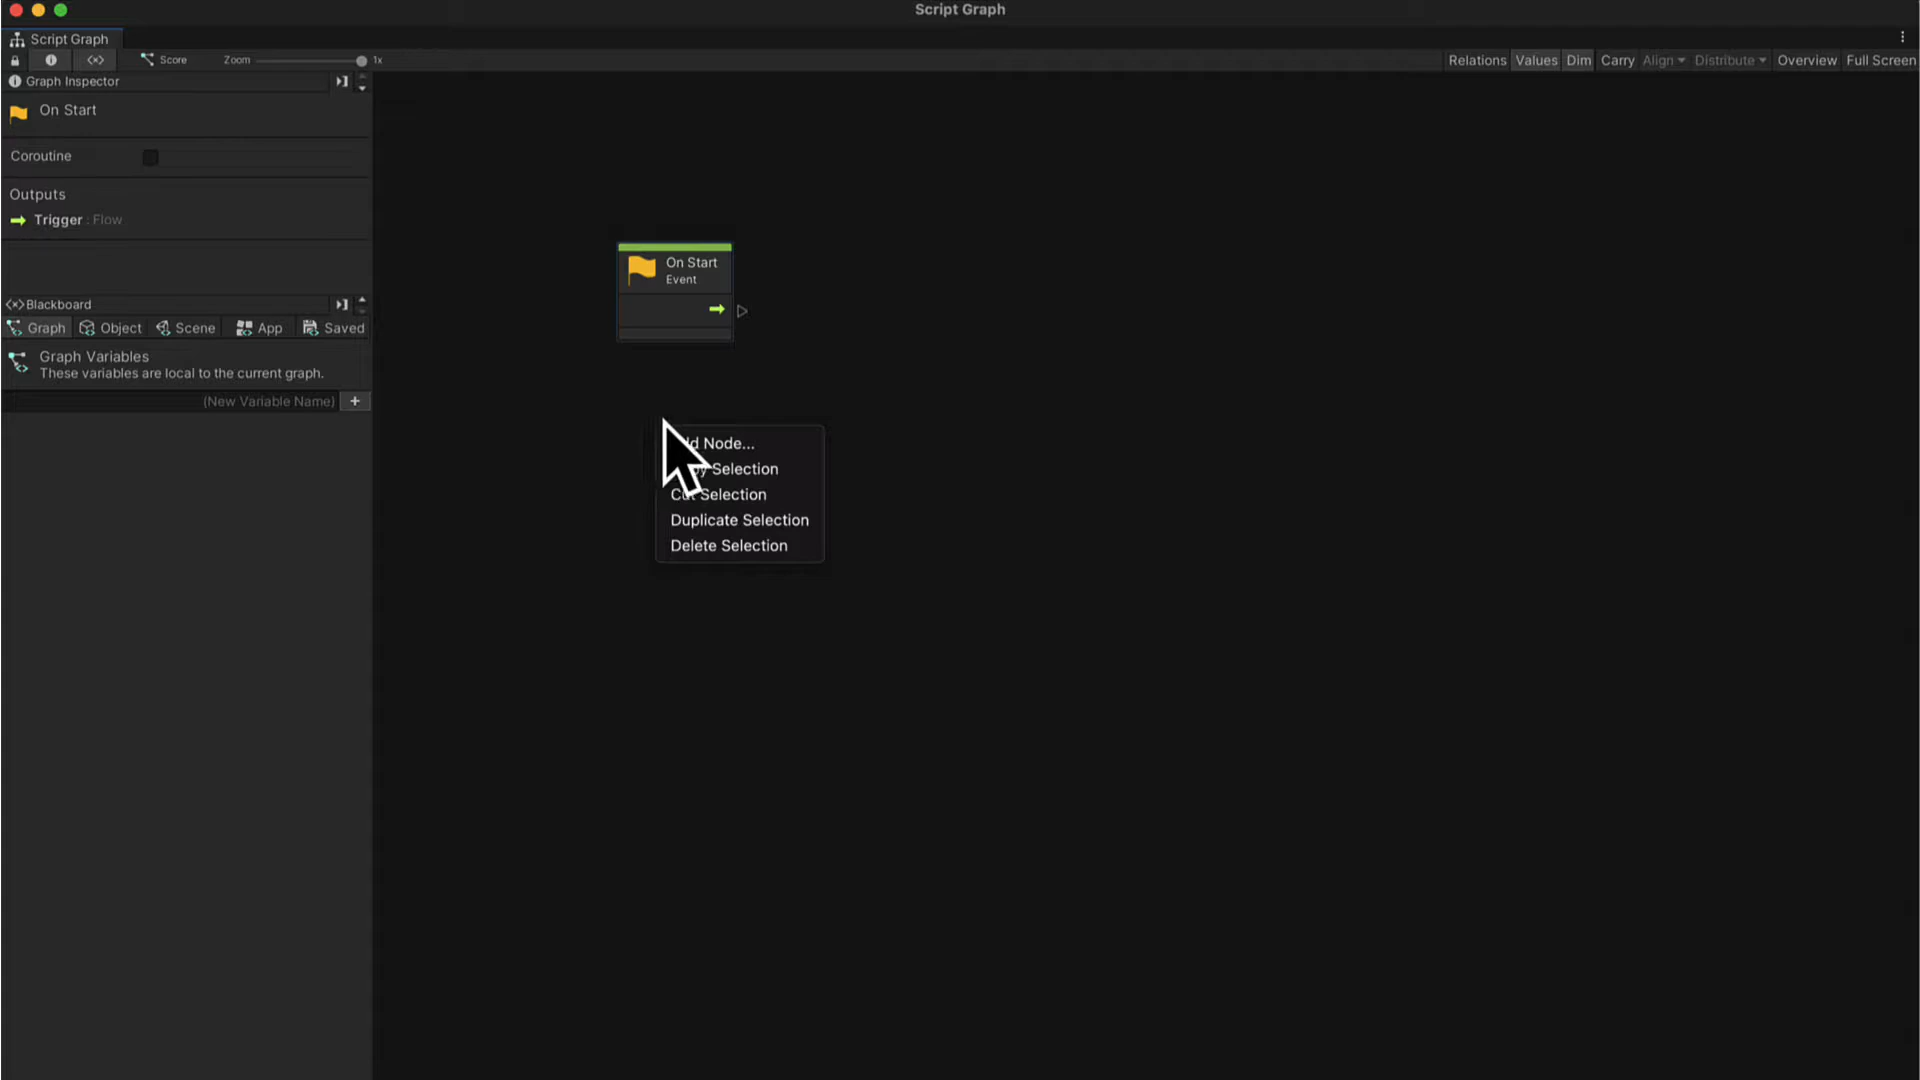 Script Graph
Script Graph
Score Zoom 1x Relations Values Dim Carry Align Distribute Overview Full Screen
Graph Inspector
On Start
Coroutine
Outputs
Trigger : Flow
<x> Blackboard
Graph Object Scene App Saved
Graph Variables
These variables are local to the current graph.
(New Variable Name) +
On Start
Event
Node...
Selection
Selection
Duplicate Selection
Delete Selection